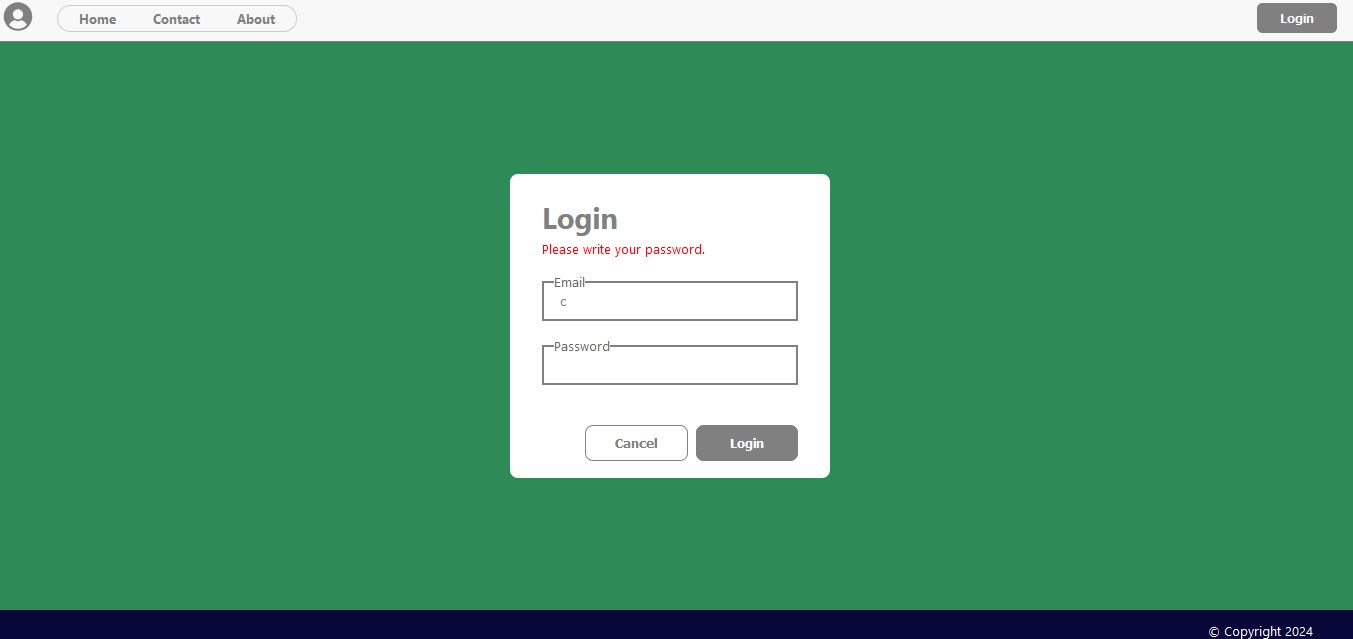 Home Contact About Login
Login
Please write your password.
Email
c
Password
Cancel Login
© Copyright 2024